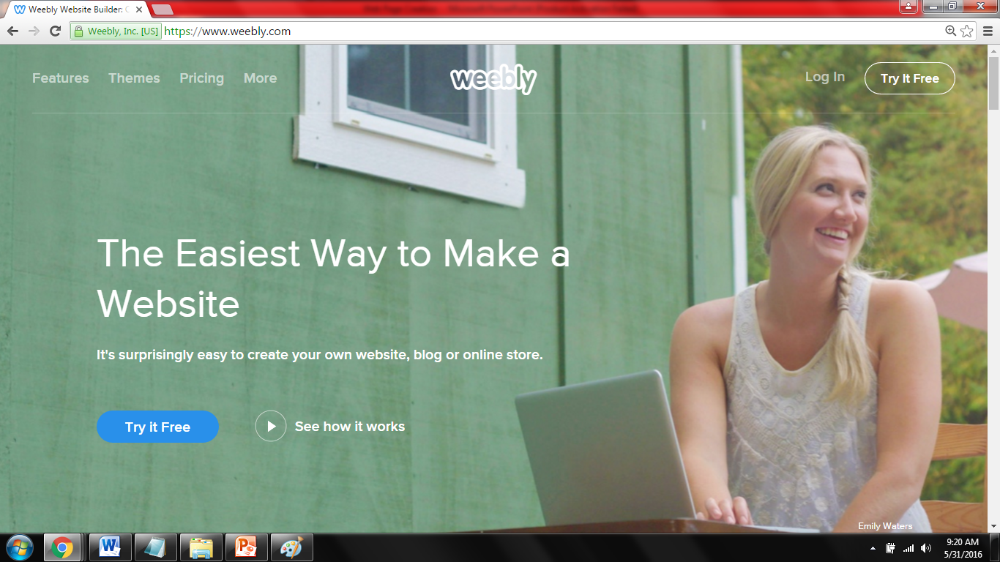 Weebly Website Builder: C
Weebly, Inc. [US] https://www.weebly.com
Features Themes Pricing More weebly Log In Try It Free
The Easiest Way to Make a
Website
It's surprisingly easy to create your own website, blog or online store.
Try it Free See how it works
Emily Waters
9:20 AM
5/31/2016